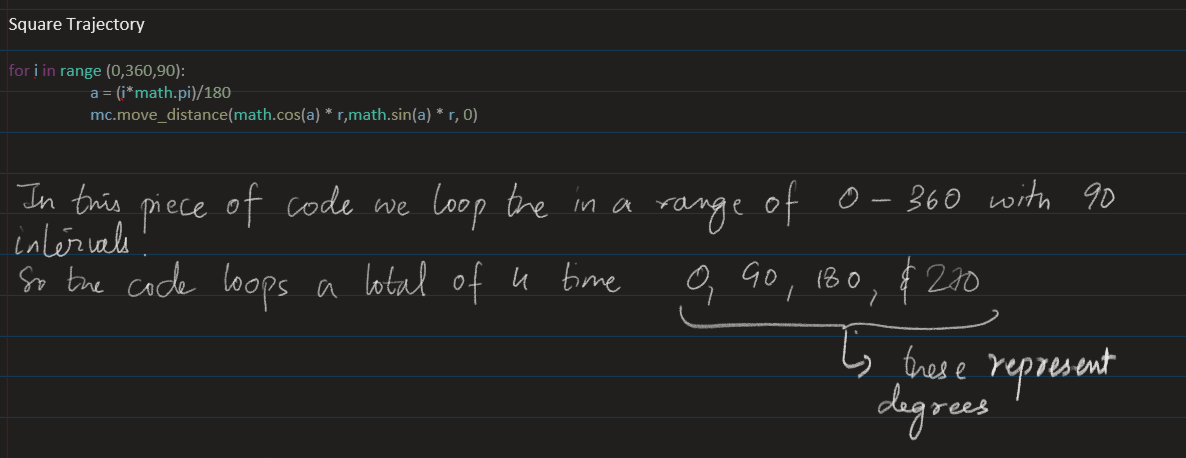 Square Trajectory
for i in range (0,360,90):
a = (i*math.pi)/180
mc.move_distance(math.cos(a) * r,math.sin(a) * r, 0)
In this piece of code we loop the in a range of 0 - 360 with 90
intervals.
So the code loops a total of 4 time 0, 90, 180, & 270
↳ these represent
degrees